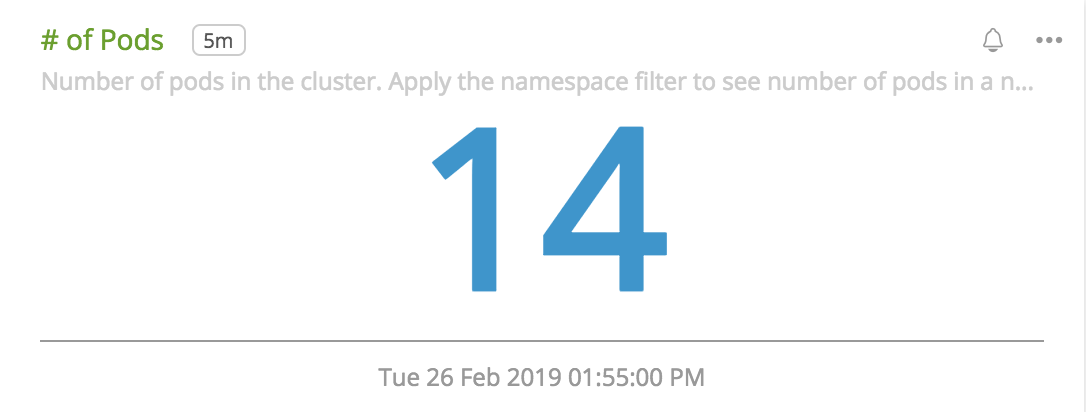 # of Pods 5m
Number of pods in the cluster. Apply the namespace filter to see number of pods in a n...
14
Tue 26 Feb 2019 01:55:00 PM